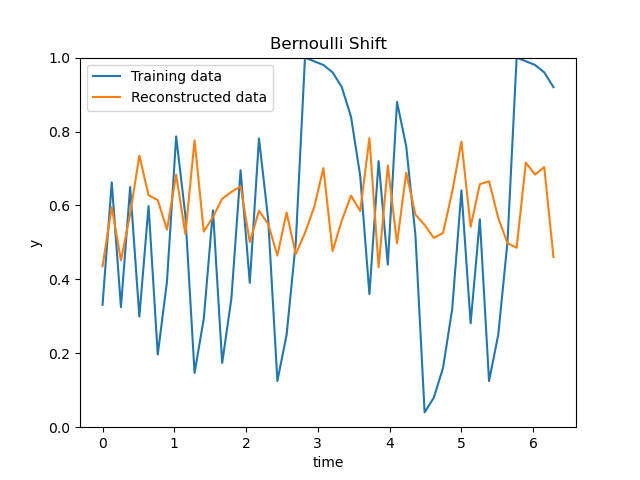 Bernoulli Shift
Training data
Reconstructed data
y
1.0
0.8
0.6
0.4
0.2
0.0
0 1 2 3 4 5 6
time